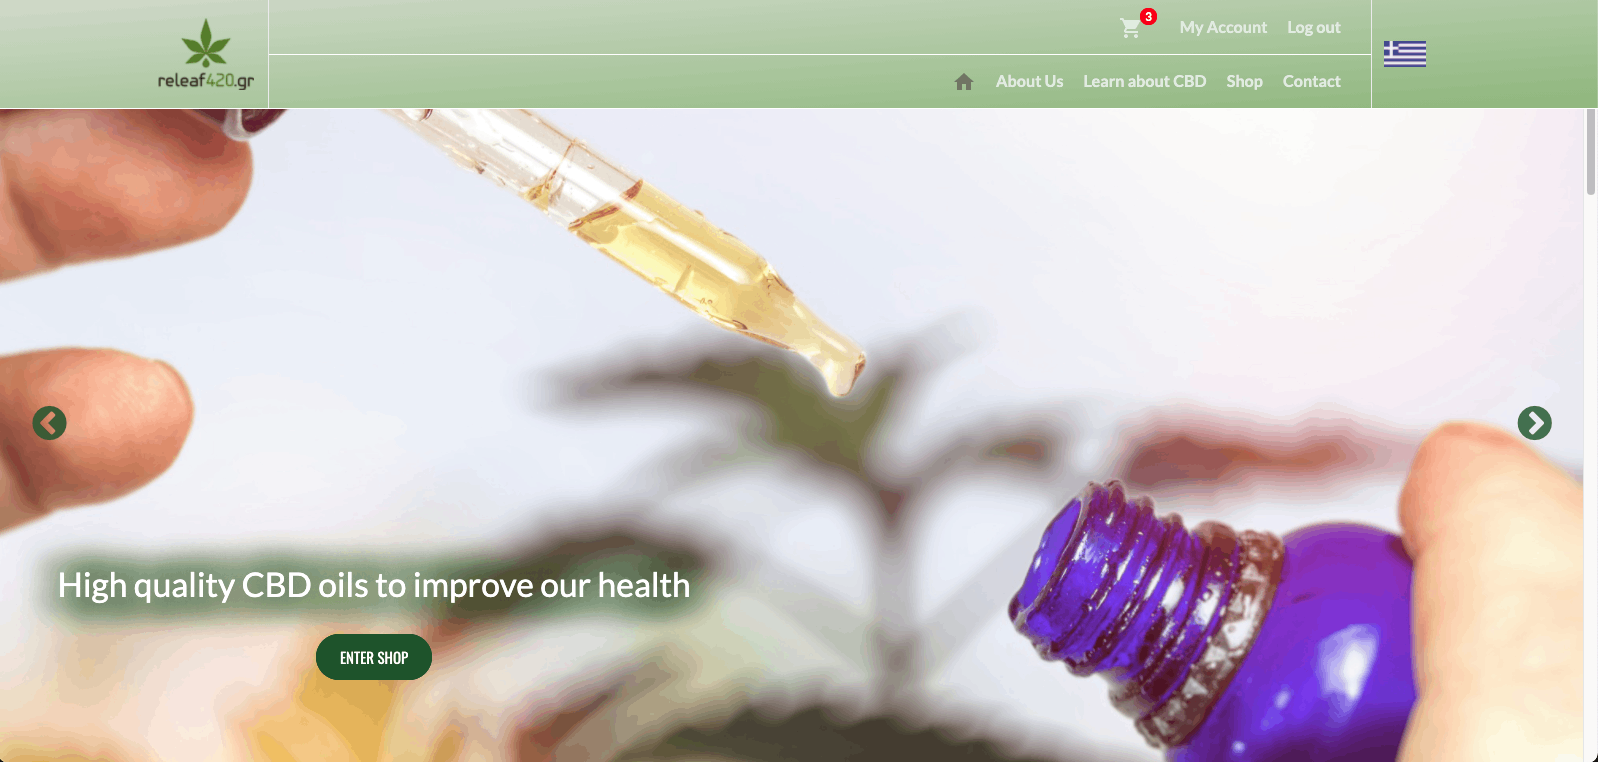 releaf420.gr
3
My Account
Log out
About Us
Learn about CBD
Shop
Contact
High quality CBD oils to improve our health
ENTER SHOP